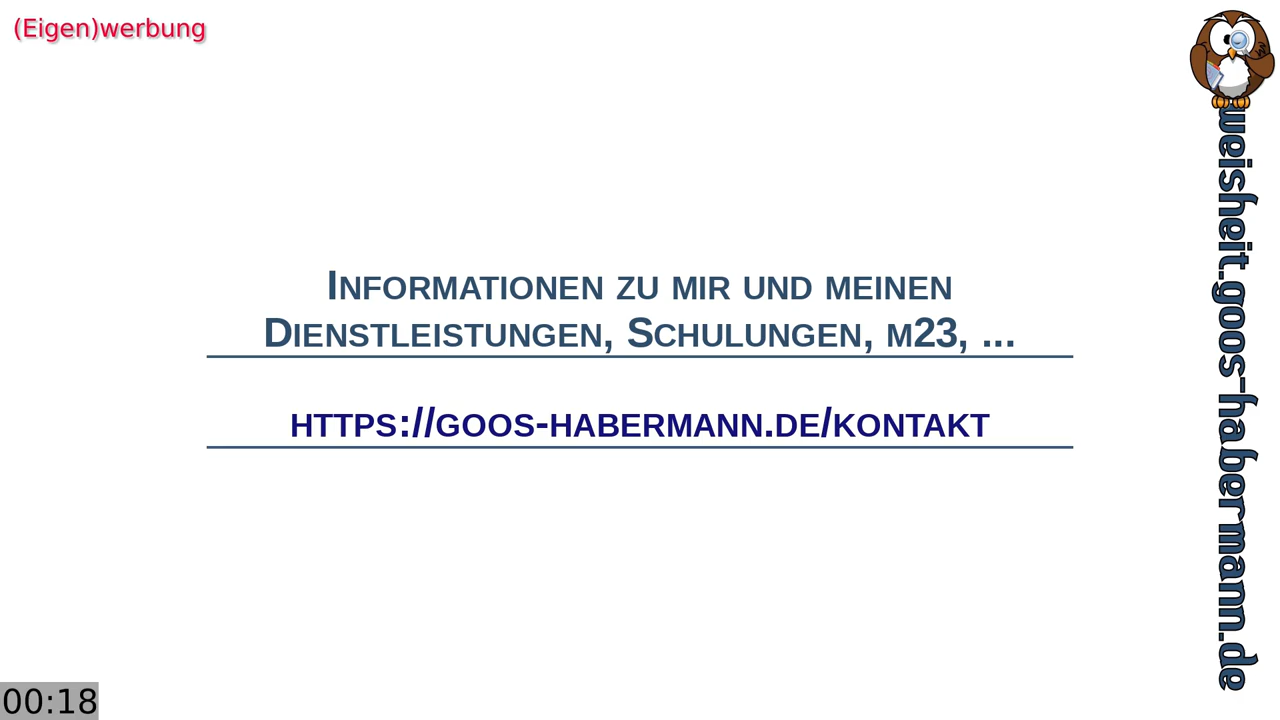 (Eigen)werbung
Informationen zu mir und meinen
Dienstleistungen, Schulungen, m23, ...
https://goos-habermann.de/kontakt
weisheit.goos-habermann.de
00:18